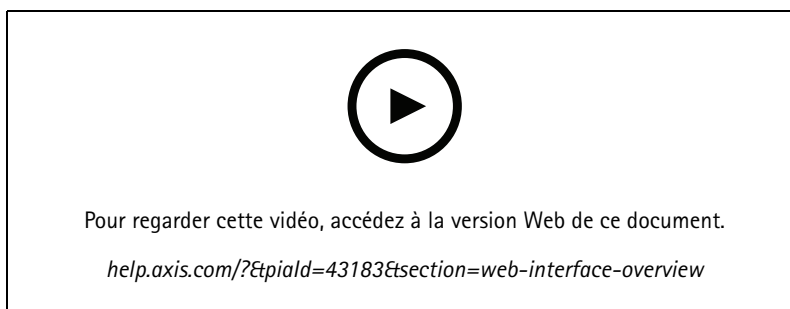 Pour regarder cette vidéo, accédez à la version Web de ce document.
help.axis.com/?&piaId=43183&section=web-interface-overview